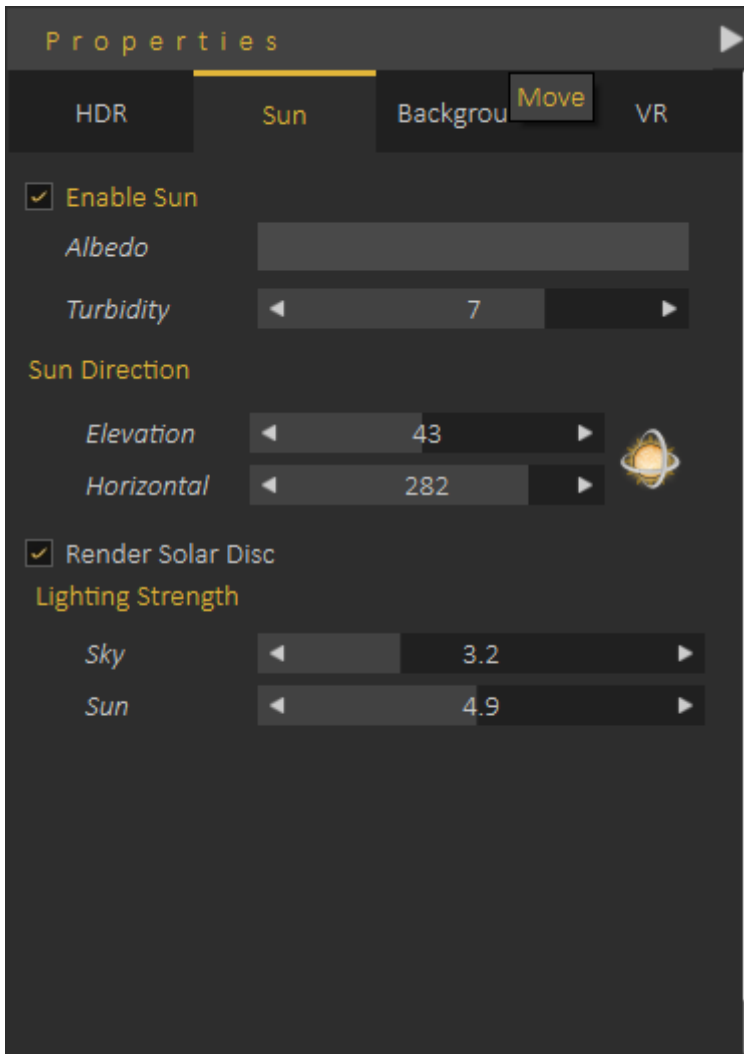 Properties
HDR Sun Backgrou Move VR
Enable Sun
Albedo
Turbidity 7
Sun Direction
Elevation 43
Horizontal 282
Render Solar Disc
Lighting Strength
Sky 3.2
Sun 4.9